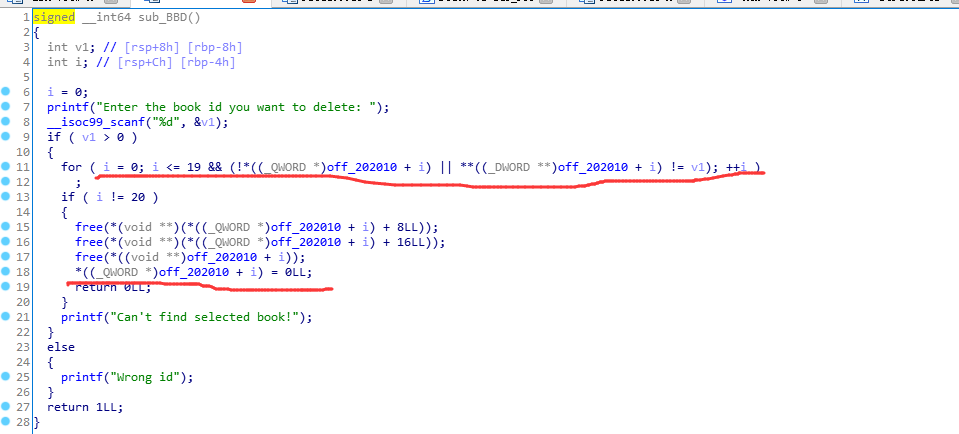 1 signed __int64 sub_BBD()
2 {
3 int v1; // [rsp+8h] [rbp-8h]
4 int i; // [rsp+Ch] [rbp-4h]
5
6 i = 0;
7 printf("Enter the book id you want to delete: ");
8 __isoc99_scanf("%d", &v1);
9 if ( v1 > 0 )
10 {
11 for ( i = 0; i <= 19 && (!*((_QWORD *)off_202010 + i) || **((_DWORD **)off_202010 + i) != v1); ++i )
12 ;
13 if ( i != 20 )
14 {
15 free(*(void **)(*((_QWORD *)off_202010 + i) + 8LL));
16 free(*(void **)(*((_QWORD *)off_202010 + i) + 16LL));
17 free(*((void **)off_202010 + i));
18 *((_QWORD *)off_202010 + i) = 0LL;
19 return 0LL;
20 }
21 printf("Can't find selected book!");
22 }
23 else
24 {
25 printf("Wrong id");
26 }
27 return 1LL;
28 }